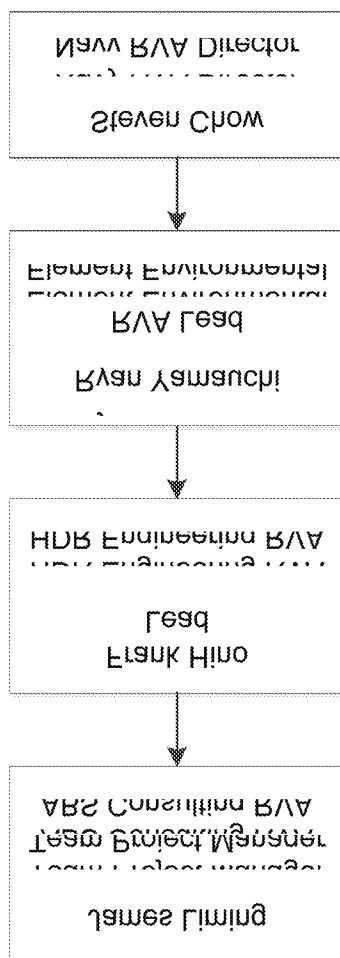 Navy RVA Director
Steven Chow
Element Environmental
RVA Lead
Ryan Yamauchi
HDR Engineering RVA
Lead
Frank Hino
ABS Consulting RVA
Team Project Manager
James Liming